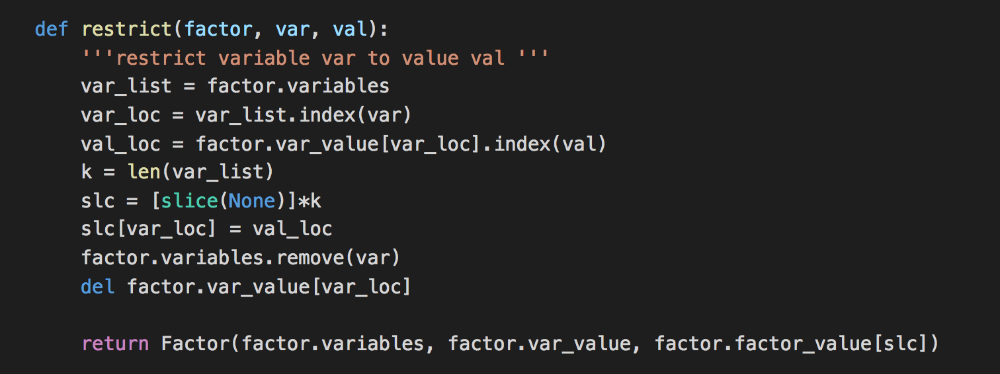 def restrict(factor, var, val):
    '''restrict variable var to value val '''
    var_list = factor.variables
    var_loc = var_list.index(var)
    val_loc = factor.var_value[var_loc].index(val)
    k = len(var_list)
    slc = [slice(None)]*k
    slc[var_loc] = val_loc
    factor.variables.remove(var)
    del factor.var_value[var_loc]
    return Factor(factor.variables, factor.var_value, factor.factor_value[slc])